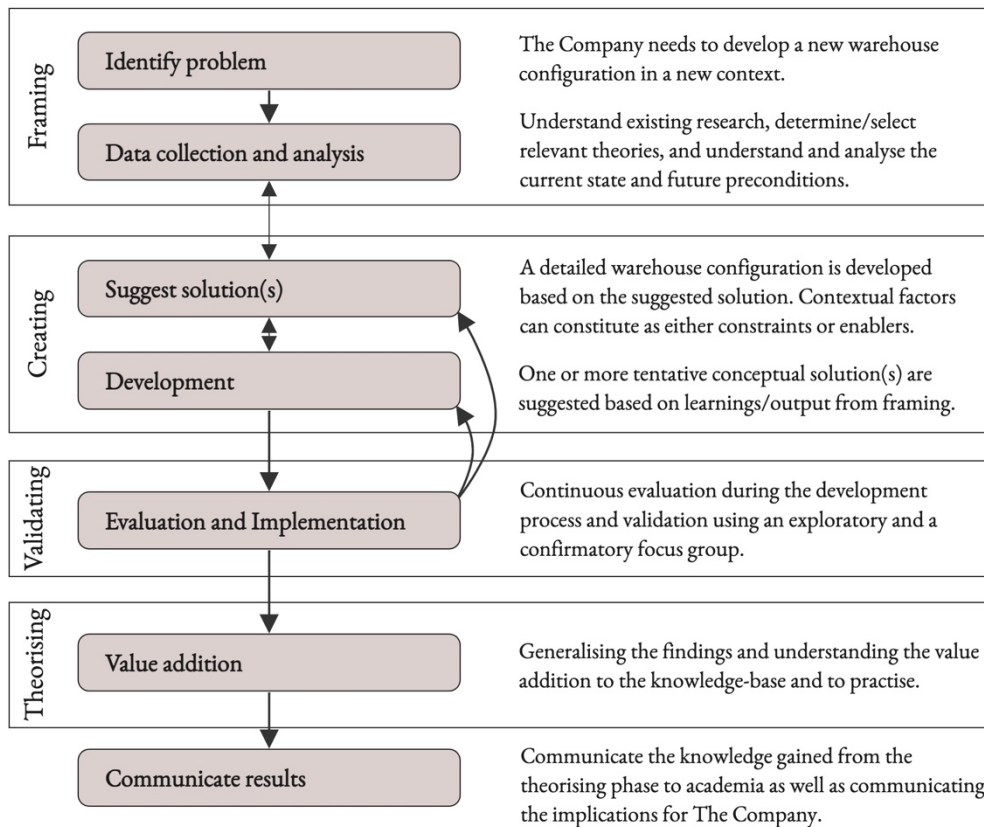 Framing
Identify problem
The Company needs to develop a new warehouse
configuration in a new context.
Data collection and analysis
Understand existing research, determine/select
relevant theories, and understand and analyse the
current state and future preconditions.
Creating
Suggest solution(s)
A detailed warehouse configuration is developed
based on the suggested solution. Contextual factors
can constitute as either constraints or enablers.
Development
One or more tentative conceptual solution(s) are
suggested based on learnings/output from framing.
Validating
Evaluation and Implementation
Continuous evaluation during the development
process and validation using an exploratory and a
confirmatory focus group.
Theorising
Value addition
Generalising the findings and understanding the value
addition to the knowledge-base and to practise.
Communicate results
Communicate the knowledge gained from the
theorising phase to academia as well as communicating
the implications for The Company.